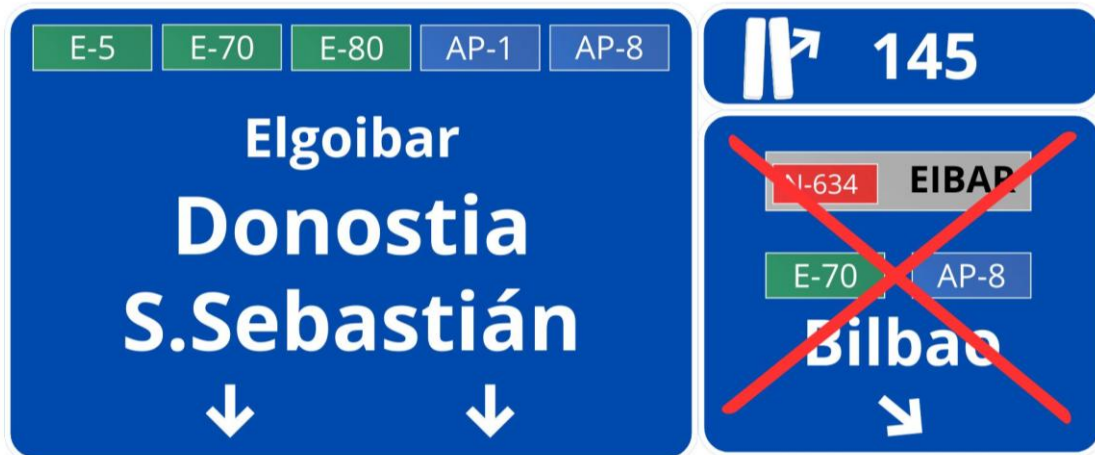 E-5 E-70 E-80 AP-1 AP-8
Elgoibar
Donostia
S.Sebastián
145
N-634 EIBAR
E-70 AP-8
Bilbao